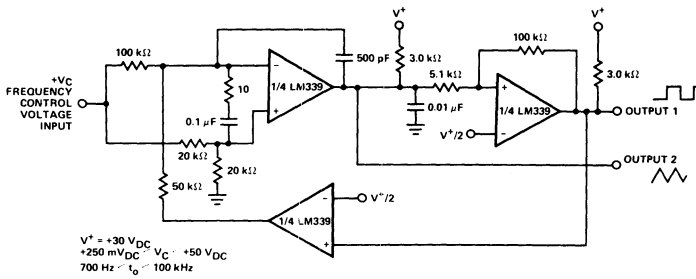 V+
V+
100 kΩ
500 pF
3.0 kΩ
100 kΩ
+VC
FREQUENCY
CONTROL
VOLTAGE
INPUT
10
0.1 µF
−
1/4 LM339
+
5.1 kΩ
0.01 µF
+
1/4 LM339
−
3.0 kΩ
OUTPUT 1
V+/2
20 kΩ
20 kΩ
OUTPUT 2
50 kΩ
−
1/4 LM339
+
V+/2
V+ = +30 VDC
+250 mVDC VC +50 VDC
700 Hz to 100 kHz